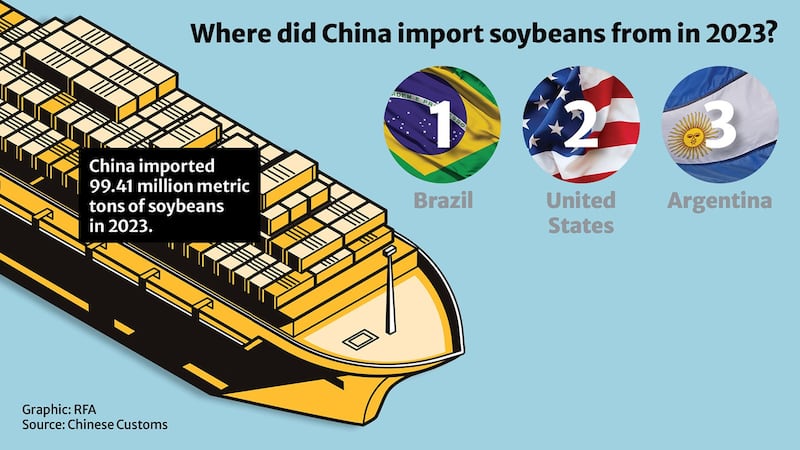 Where did China import soybeans from in 2023?
1
2
3
Brazil
United
States
Argentina
China imported
99.41 million metric
tons of soybeans
in 2023.
Graphic: RFA
Source: Chinese Customs